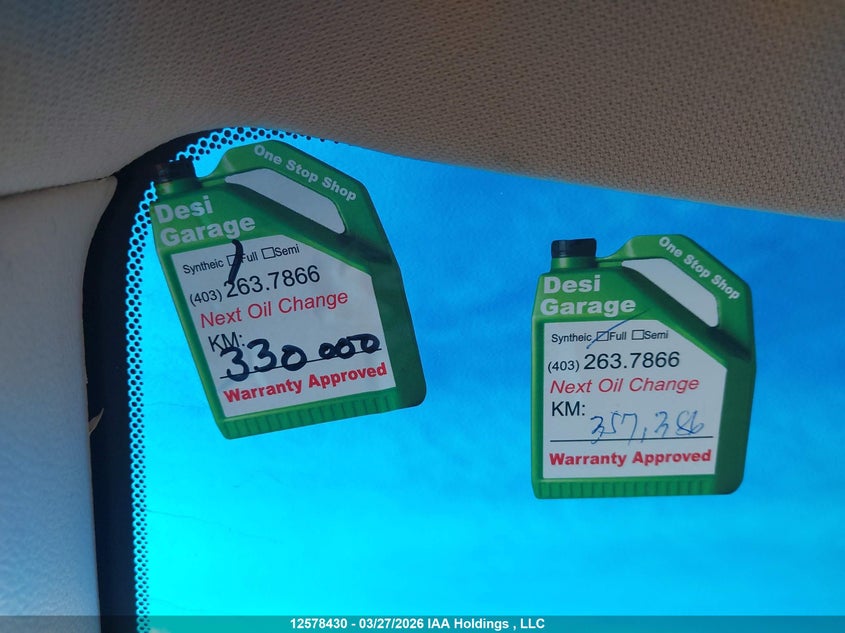 One Stop Shop
Desi
Garage
Syntheic Full Semi
(403) 263.7866
Next Oil Change
KM:
330 000
Warranty Approved
One Stop Shop
Desi
Garage
Syntheic Full Semi
(403) 263.7866
Next Oil Change
KM:
357,386
Warranty Approved
12578430 - 03/27/2026 IAA Holdings , LLC